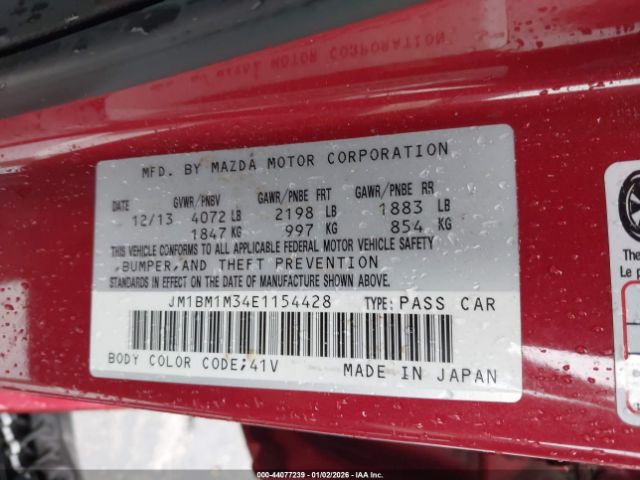 MFD. BY MAZDA MOTOR CORPORATION
DATE GVWR/PNBV GAWR/PNBE FRT GAWR/PNBE RR
12/13 4072 LB 2198 LB 1883 LB
1847 KG 997 KG 854 KG
THIS VEHICLE CONFORMS TO ALL APPLICABLE FEDERAL MOTOR VEHICLE SAFETY
,BUMPER,AND THEFT PREVENTION
STANDARDS IN EFFECT ON THE DATE OF MANUFACTURE SHOWN ABOVE.
JM1BM1M34E1154428 TYPE: PASS CAR
BODY COLOR CODE;41V MADE IN JAPAN
The
Le p
000-44077239 - 01/02/2026 - IAA Inc.